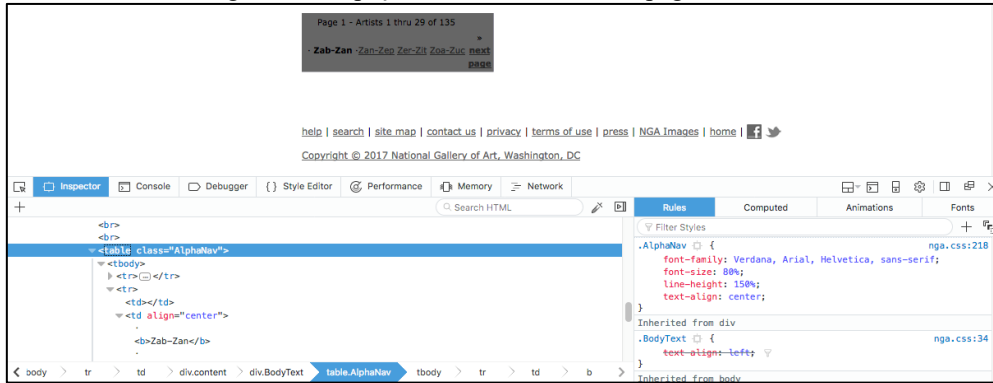 Page 1 - Artists 1 thru 29 of 135
»
- Zab-Zan -Zan-Zep Zer-Zit Zoa-Zuc next
page
help | search | site map | contact us | privacy | terms of use | press | NGA Images | home |
Copyright © 2017 National Gallery of Art, Washington, DC
Inspector Console Debugger { } Style Editor Performance Memory Network
+ Search HTML Rules Computed Animations Fonts
Filter Styles +
<br>
<br>
<table class="AlphaNav">
<tbody>
<tr>…</tr>
<tr>
<td></td>
<td align="center">
.
<b>Zab-Zan</b>
.
body tr td div.content div.BodyText table.AlphaNav tbody tr td b
.AlphaNav { nga.css:218
font-family: Verdana, Arial, Helvetica, sans-serif;
font-size: 80%;
line-height: 150%;
text-align: center;
}
Inherited from div
.BodyText { nga.css:34
text-align: left;
}
Inherited from body